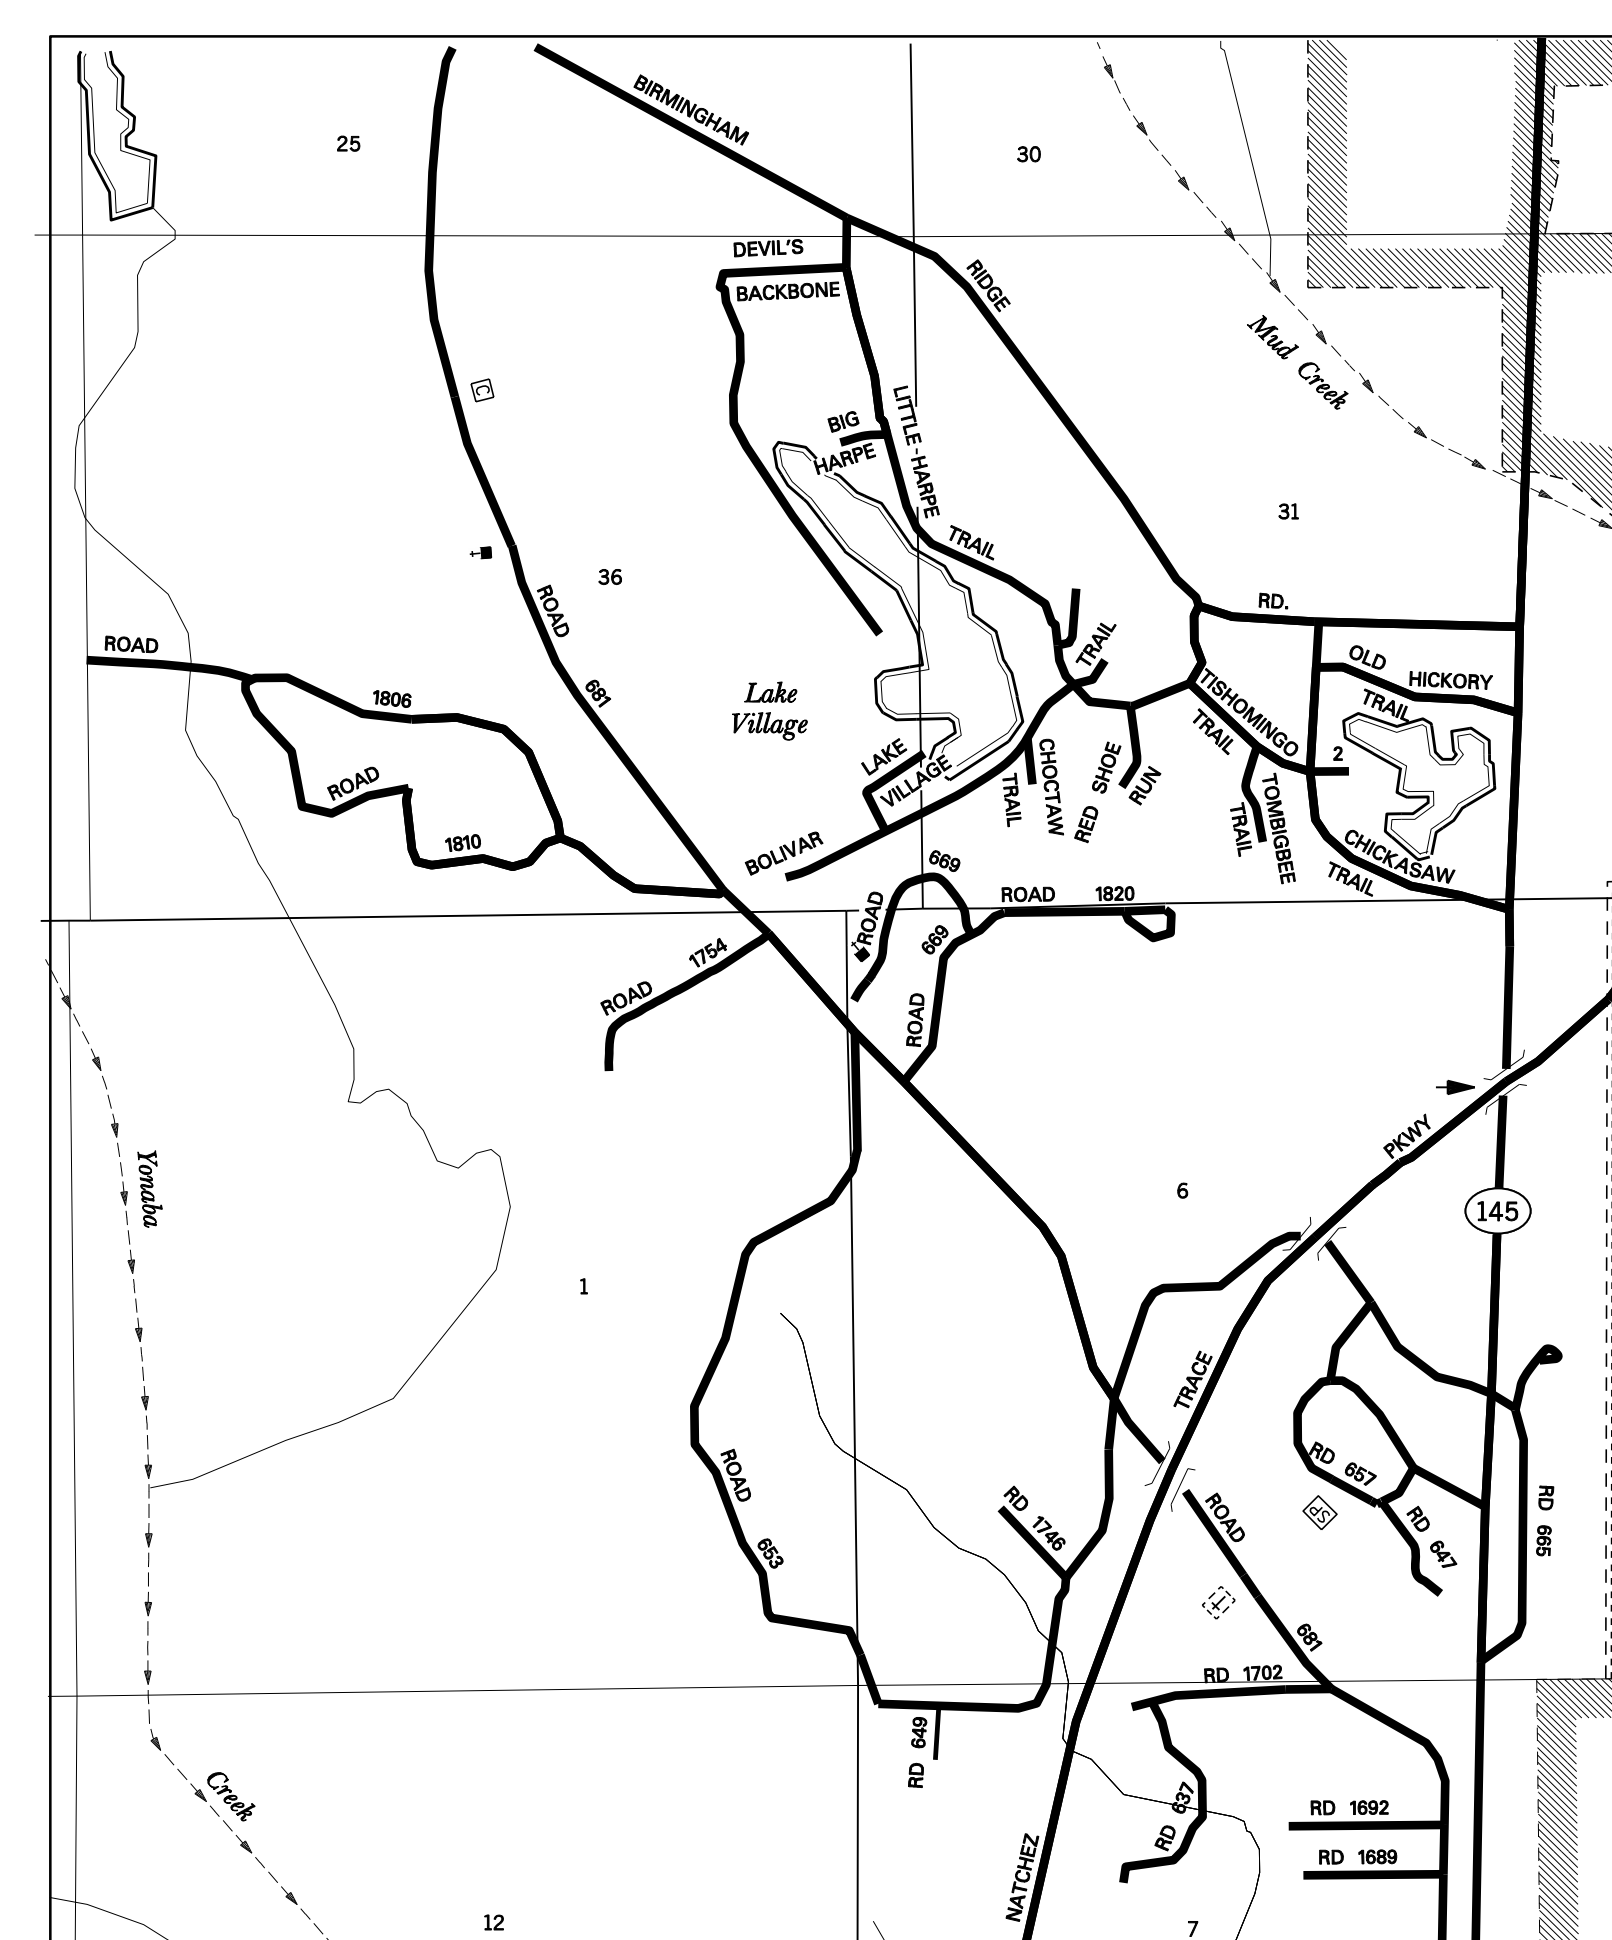 BIRMINGHAM
25
30
DEVIL'S
RIDGE
BACKBONE
Mud Creek
C
BIG
LITTLE-HARPE
HARPE
31
TRAIL
36
ROAD
RD.
ROAD
TRAIL
OLD
HICKORY
1806
681
Lake
Village
TISHOMINGO
TRAIL
TRAIL
2
LAKE
VILLAGE
CHOCTAW
TRAIL
RED SHOE
RUN
TOMBIGBEE
TRAIL
ROAD
1810
BOLIVAR
CHICKASAW
TRAIL
669
ROAD 1820
ROAD
669
1754
ROAD
ROAD
PKWY
Yonaba
6
145
1
TRACE
ROAD
RD 657
SP
RD 1746
ROAD
RD 647
RD 665
653
681
RD 1702
RD 649
Creek
RD 637
RD 1692
RD 1689
NATCHEZ
12
7